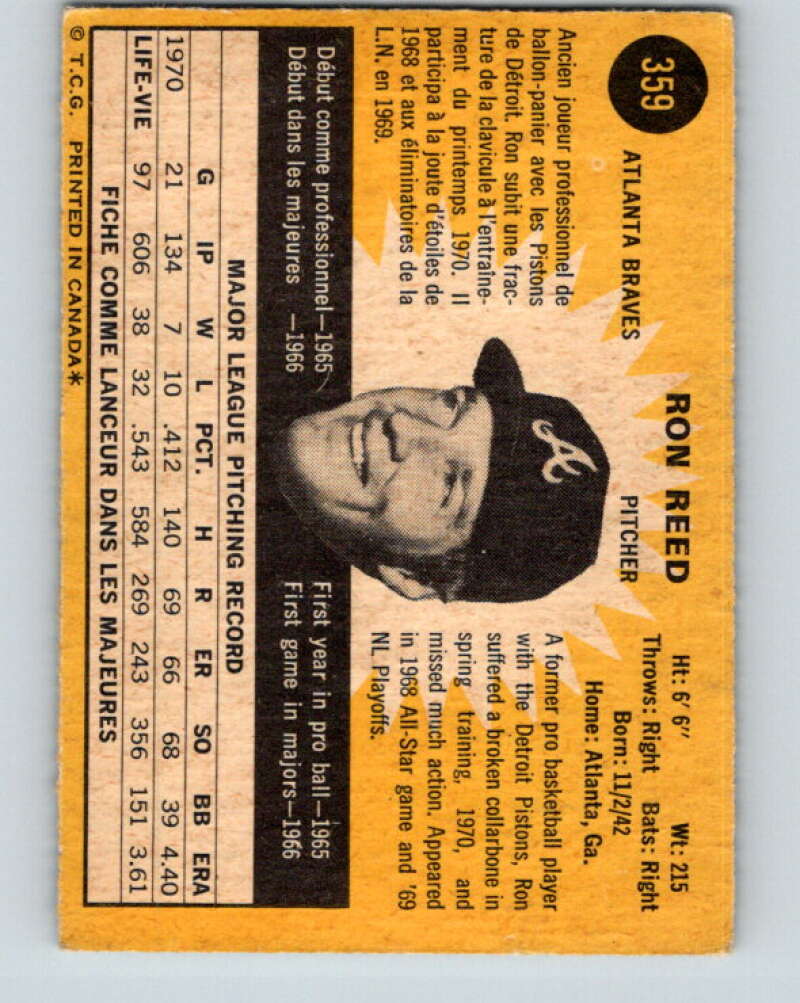 359
ATLANTA BRAVES
RON REED
PITCHER
Ht: 6′ 6″ Wt: 215
Throws: Right Bats: Right
Born: 11/2/42
Home: Atlanta, Ga.
Ancien joueur professionnel de
ballon-panier avec les Pistons
de Détroit. Ron subit une frac-
ture de la clavicule à l'entraîne-
ment du printemps 1970. Il
participa à la joute d'étoiles de
1968 et aux éliminatoires de la
L.N. en 1969.
A
A former pro basketball player
with the Detroit Pistons, Ron
suffered a broken collarbone in
spring training, 1970, and
missed much action. Appeared
in 1968 All-Star game and '69
NL Playoffs.
Début comme professionnel—1965
Début dans les majeures —1966
First year in pro ball—1965
First game in majors—1966
MAJOR LEAGUE PITCHING RECORD
G IP W L PCT. H R ER SO BB ERA
1970 21 134 7 10 .412 140 69 66 68 39 4.40
LIFE-VIE 97 606 38 32 .543 584 269 243 356 151 3.61
FICHE COMME LANCEUR DANS LES MAJEURES
© T.C.G. PRINTED IN CANADA*